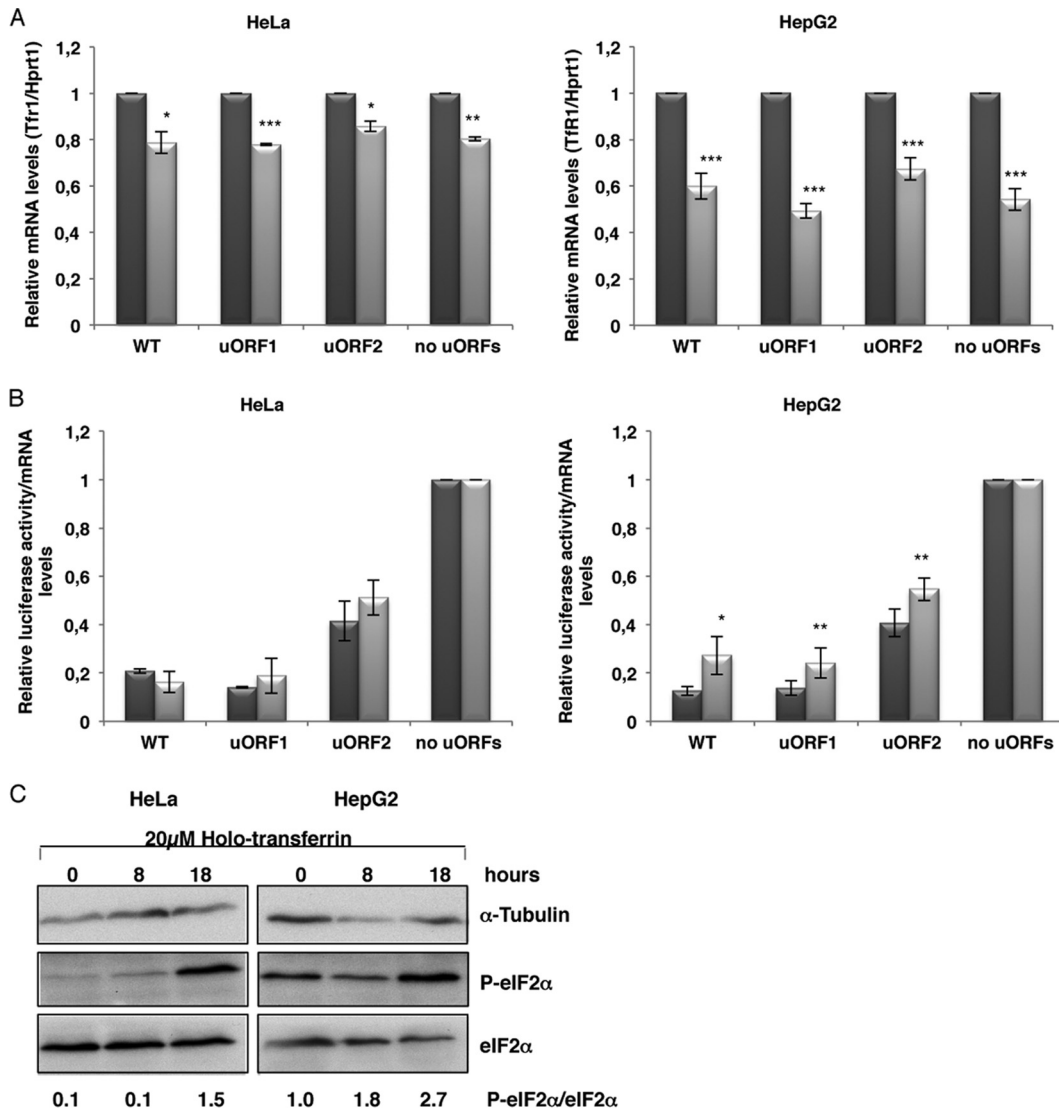 A
HeLa
Relative mRNA levels (Tfr1/Hprt1)
1,2
1
0,8
0,6
0,4
0,2
0
*
***
*
**
WT uORF1 uORF2 no uORFs
HepG2
Relative mRNA levels (TfR1/Hprt1)
1,2
1
0,8
0,6
0,4
0,2
0
***
***
***
***
WT uORF1 uORF2 no uORFs
B
HeLa
Relative luciferase activity/mRNA
levels
1,2
1
0,8
0,6
0,4
0,2
0
WT uORF1 uORF2 no uORFs
HepG2
Relative luciferase activity/mRNA
levels
1,2
1
0,8
0,6
0,4
0,2
0
*
**
**
WT uORF1 uORF2 no uORFs
C
HeLa HepG2
20µM Holo-transferrin
0 8 18 0 8 18 hours
α-Tubulin
P-eIF2α
eIF2α
0.1 0.1 1.5 1.0 1.8 2.7 P-eIF2α/eIF2α